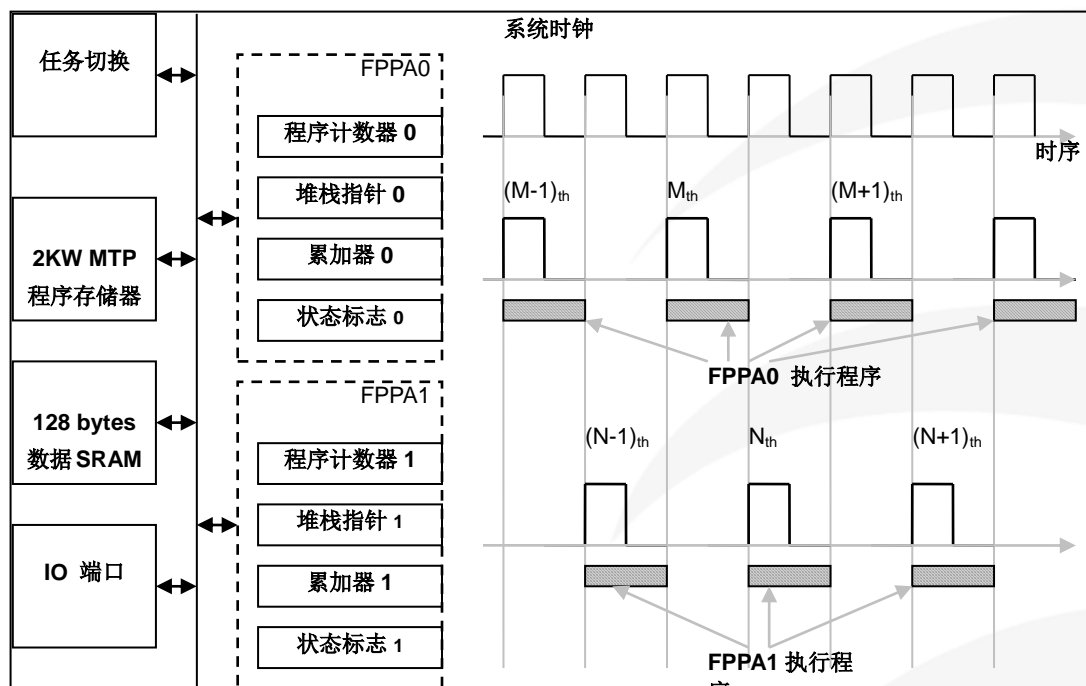 任务切换
2KW MTP
程序存储器
128 bytes
数据 SRAM
IO 端口
FPPA0
程序计数器 0
堆栈指针 0
累加器 0
状态标志 0
FPPA1
程序计数器 1
堆栈指针 1
累加器 1
状态标志 1
系统时钟
时序
(M-1)th
Mth
(M+1)th
FPPA0 执行程序
(N-1)th
Nth
(N+1)th
FPPA1 执行程